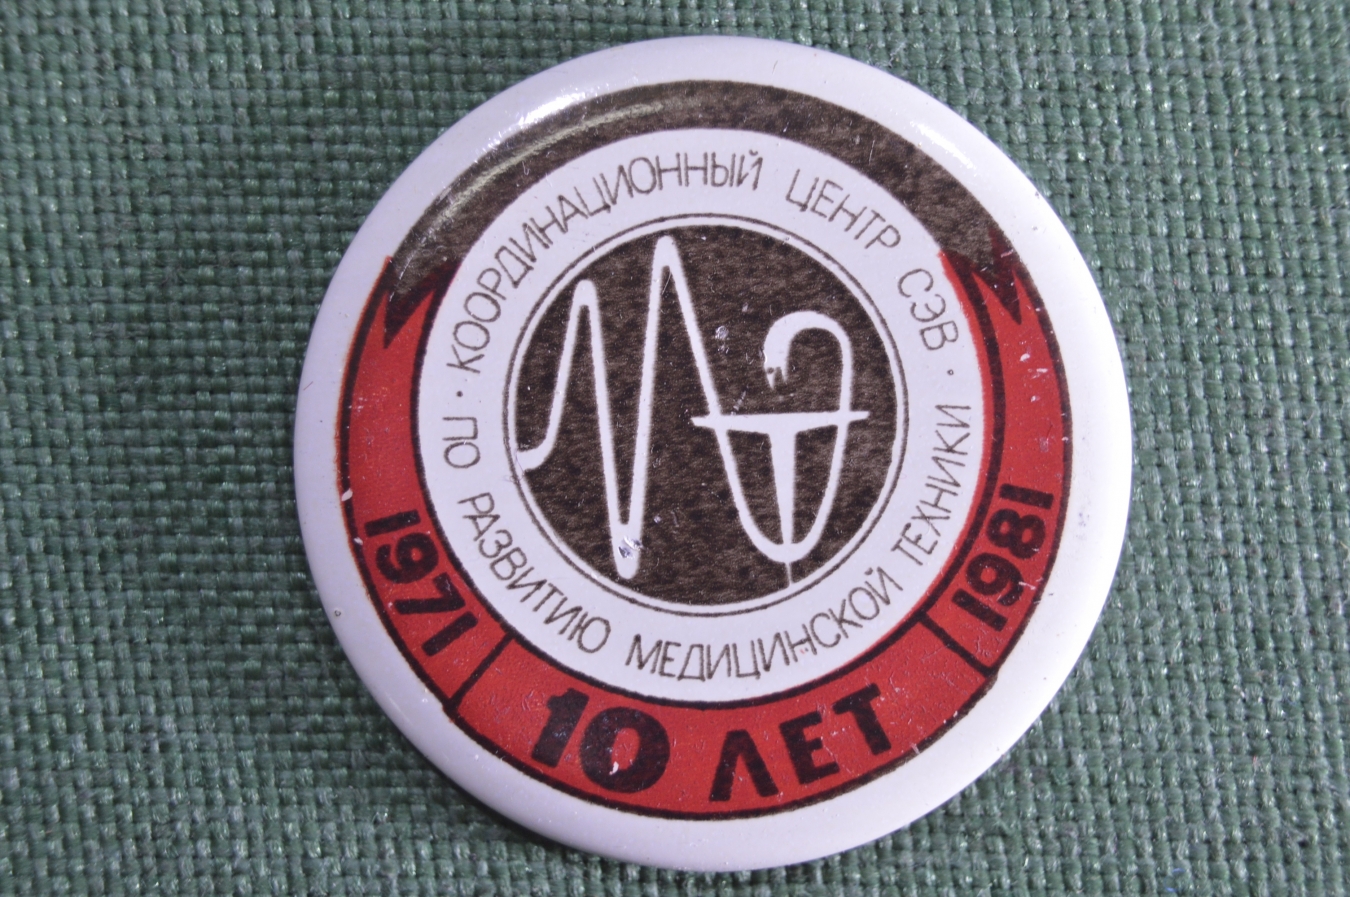 КООРДИНАЦИОННЫЙ ЦЕНТР СЭВ
ПО РАЗВИТИЮ МЕДИЦИНСКОЙ ТЕХНИКИ
1971
10 ЛЕТ
1981